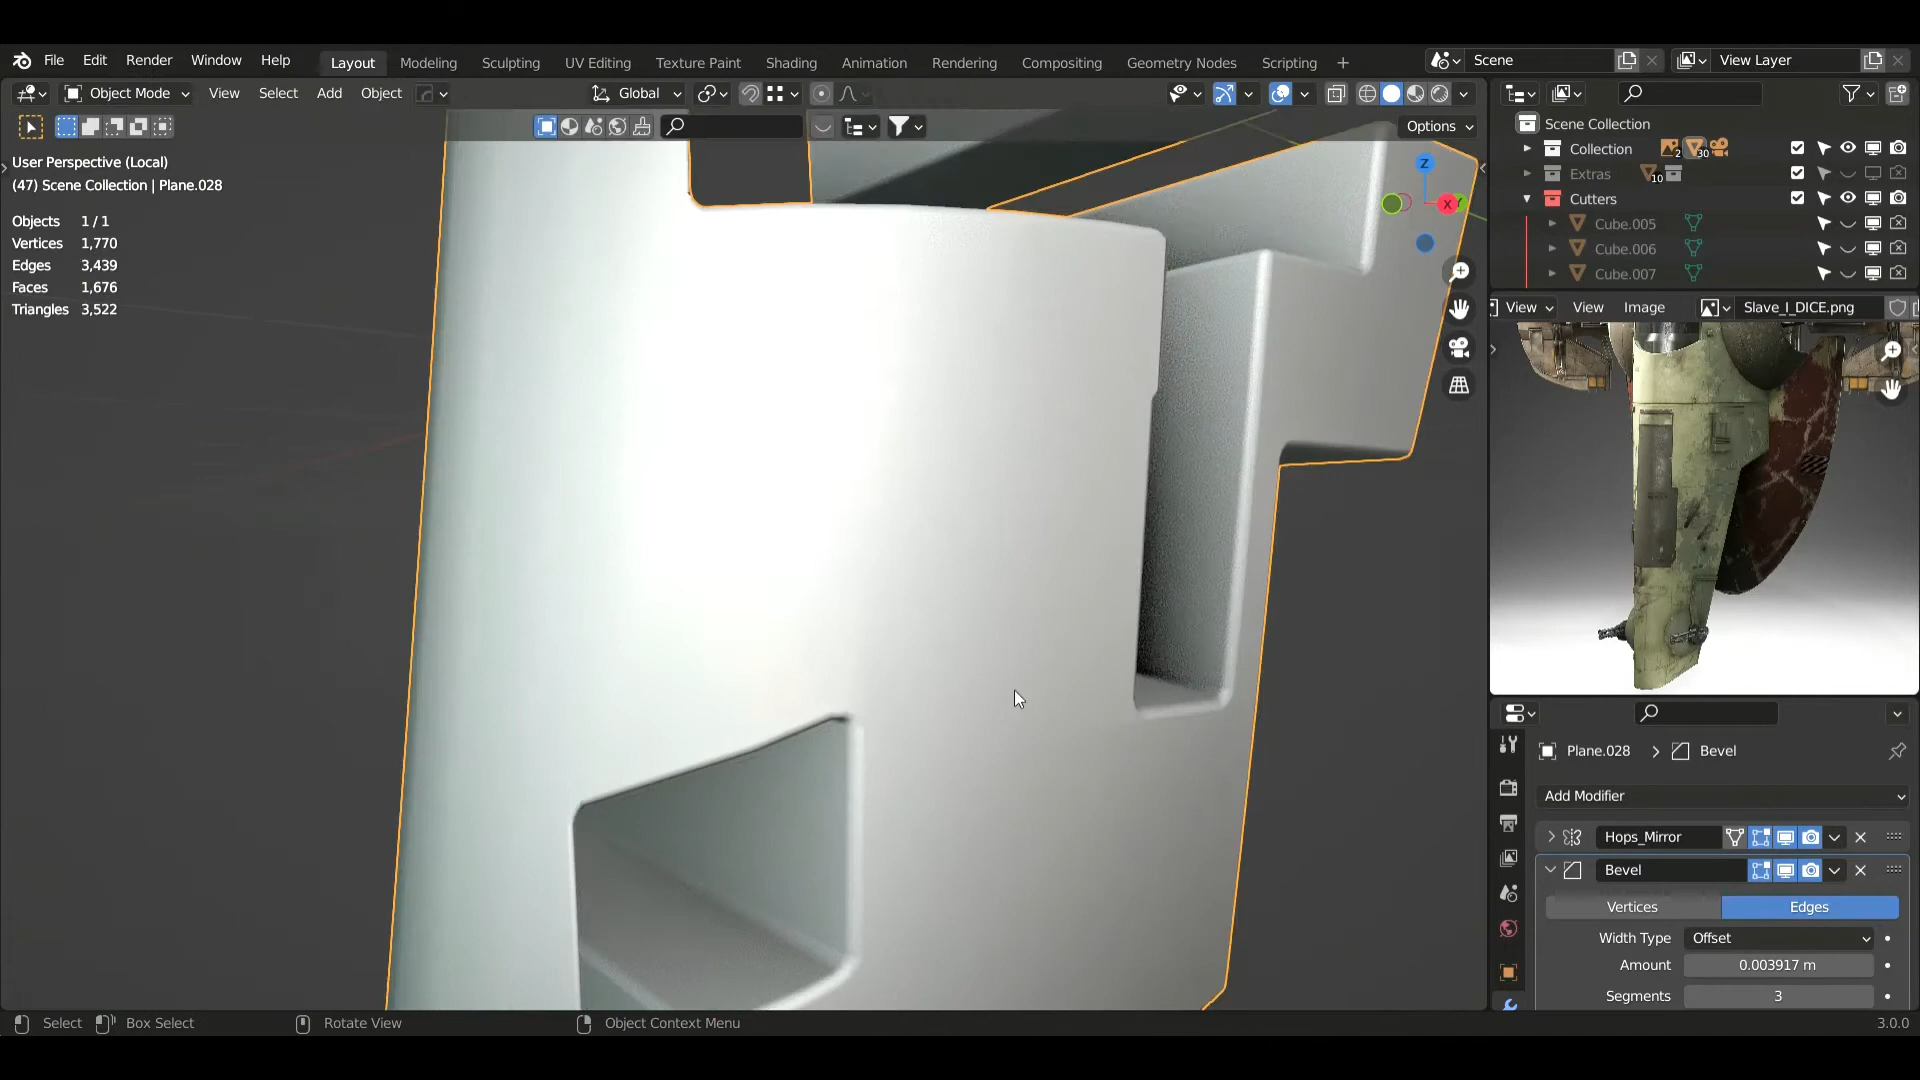 File Edit Render Window Help Layout Modeling Sculpting UV Editing Texture Paint Shading Animation Rendering Compositing Geometry Nodes Scripting + Scene View Layer
Object Mode View Select Add Object Global
Options
User Perspective (Local)
(47) Scene Collection | Plane.028
Objects 1 / 1
Vertices 1,770
Edges 3,439
Faces 1,676
Triangles 3,522
Z
X
Y
Scene Collection
Collection 2 30
Extras 10
Cutters
Cube.005
Cube.006
Cube.007
View View Image Slave_I_DICE.png
Plane.028 > Bevel
Add Modifier
Hops_Mirror
Bevel
Vertices Edges
Width Type Offset
Amount 0.003917 m
Segments 3
Select Box Select Rotate View Object Context Menu 3.0.0